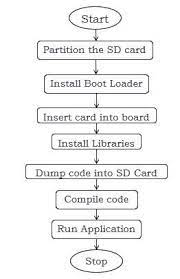 Start
Partition the SD card
Install Boot Loader
Insert card into board
Install Libraries
Dump code into SD Card
Compile code
Run Application
Stop